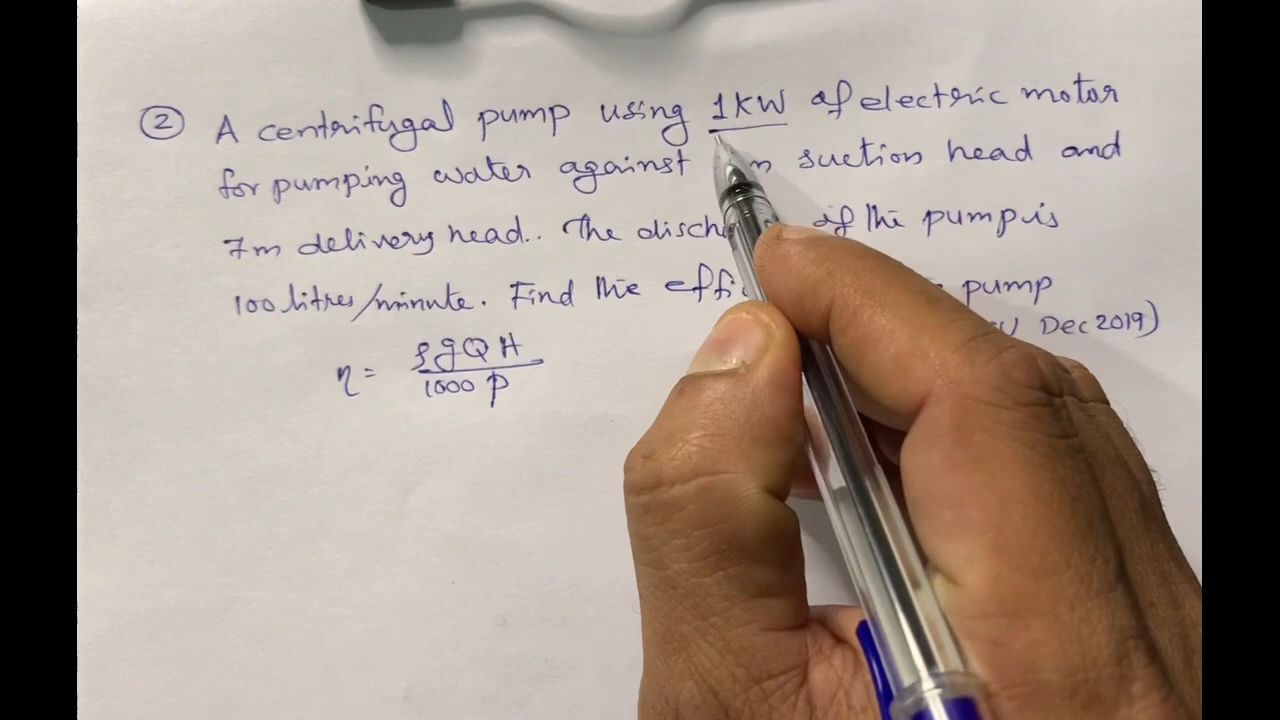 ② A centrifugal pump using 1KW of electric motor
for pumping water against m suction head and
7m delivery head.. The disch of the pump is
100 litres/minute. Find the effi pump
U Dec 2019)
η = ρgQH / 1000 P